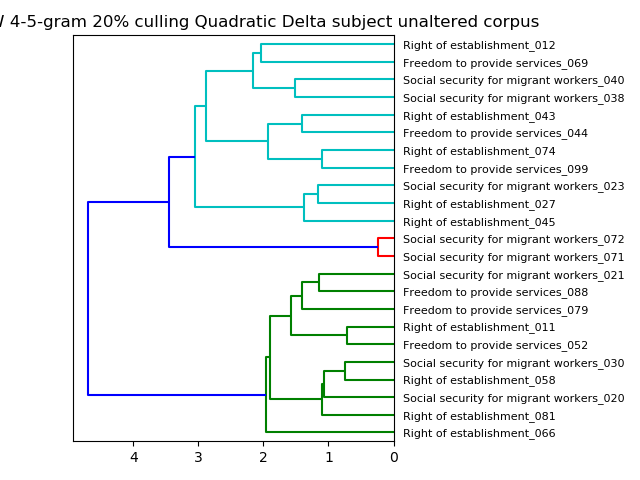 4-5-gram 20% culling Quadratic Delta subject unaltered corpus
Right of establishment_012
Freedom to provide services_069
Social security for migrant workers_040
Social security for migrant workers_038
Right of establishment_043
Freedom to provide services_044
Right of establishment_074
Freedom to provide services_099
Social security for migrant workers_023
Right of establishment_027
Right of establishment_045
Social security for migrant workers_072
Social security for migrant workers_071
Social security for migrant workers_021
Freedom to provide services_088
Freedom to provide services_079
Right of establishment_011
Freedom to provide services_052
Social security for migrant workers_030
Right of establishment_058
Social security for migrant workers_020
Right of establishment_081
Right of establishment_066
4 3 2 1 0